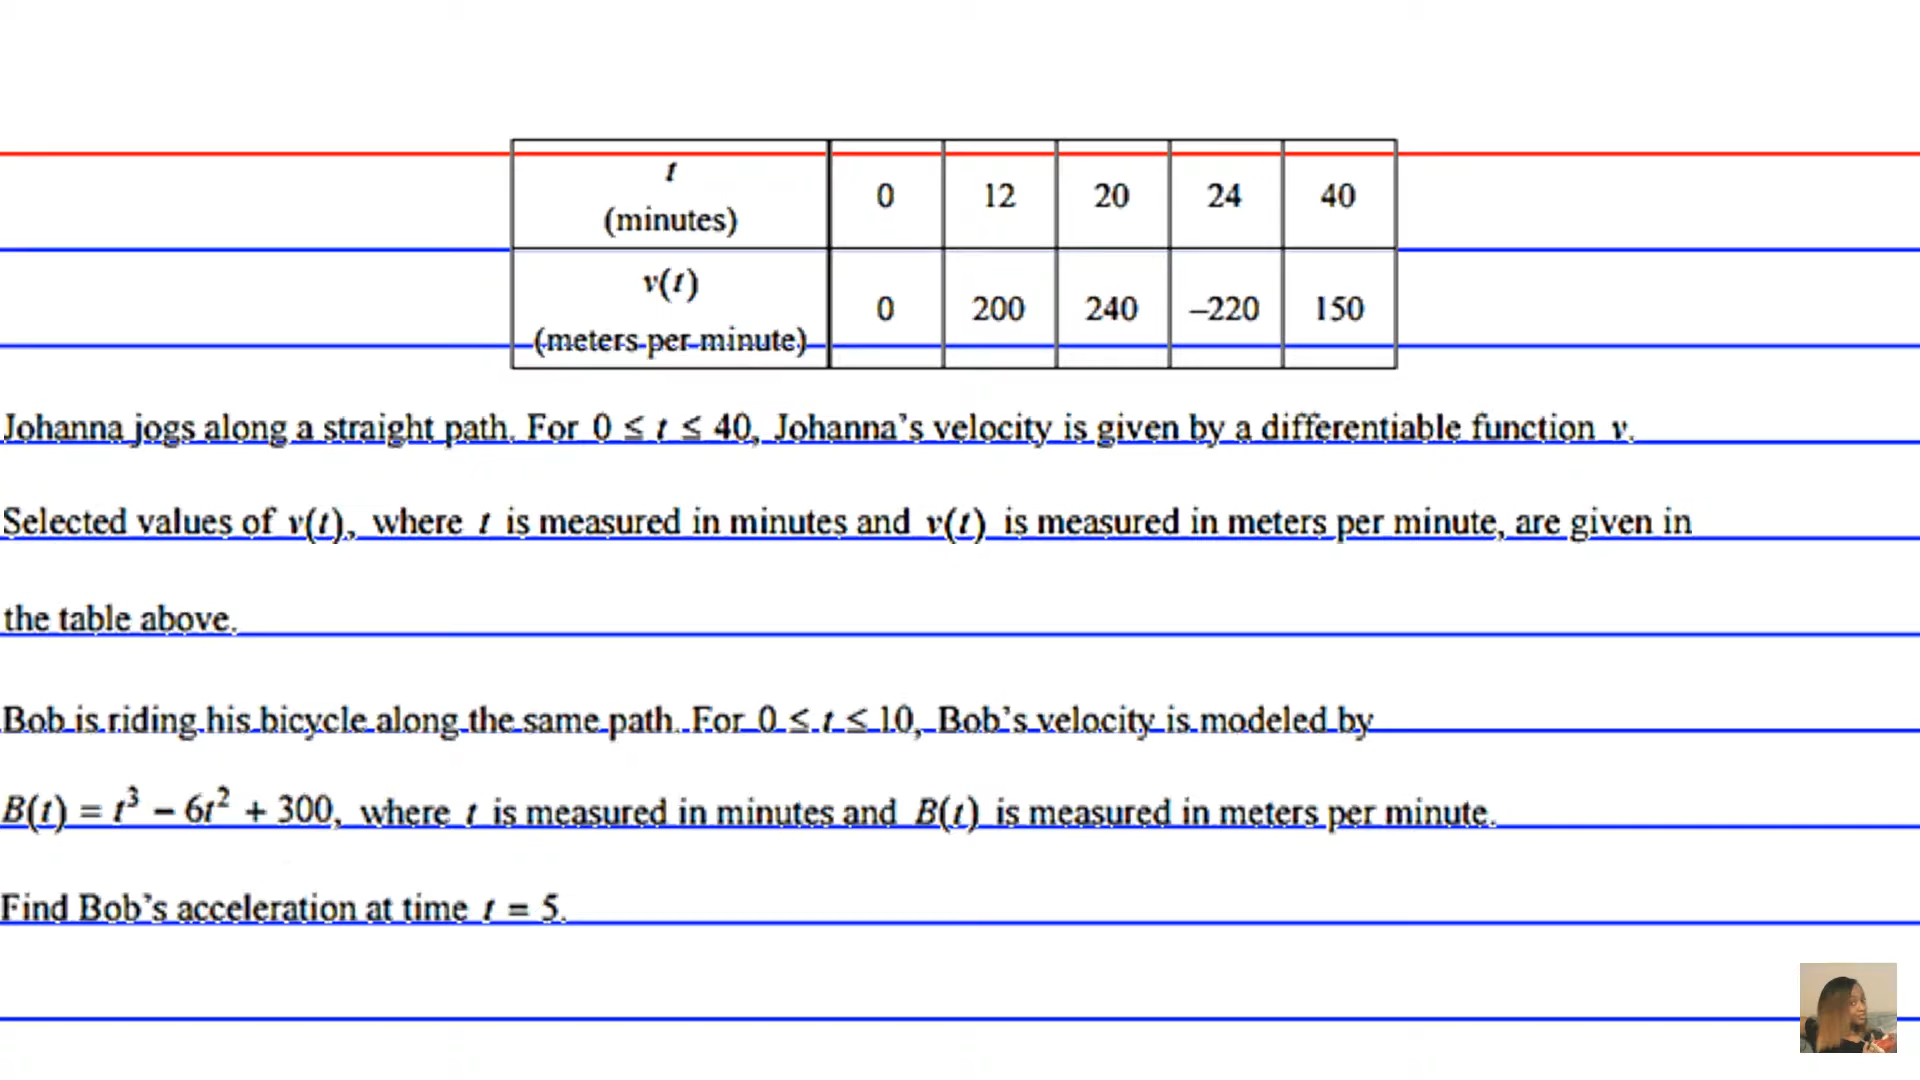 t (minutes) 0 12 20 24 40
v(t) (meters per minute) 0 200 240 –220 150
Johanna jogs along a straight path. For 0 ≤ t ≤ 40, Johanna’s velocity is given by a differentiable function v.
Selected values of v(t), where t is measured in minutes and v(t) is measured in meters per minute, are given in
the table above.
Bob is riding his bicycle along the same path. For 0 ≤ t ≤ 10, Bob’s velocity is modeled by
B(t) = t³ – 6t² + 300, where t is measured in minutes and B(t) is measured in meters per minute.
Find Bob’s acceleration at time t = 5.